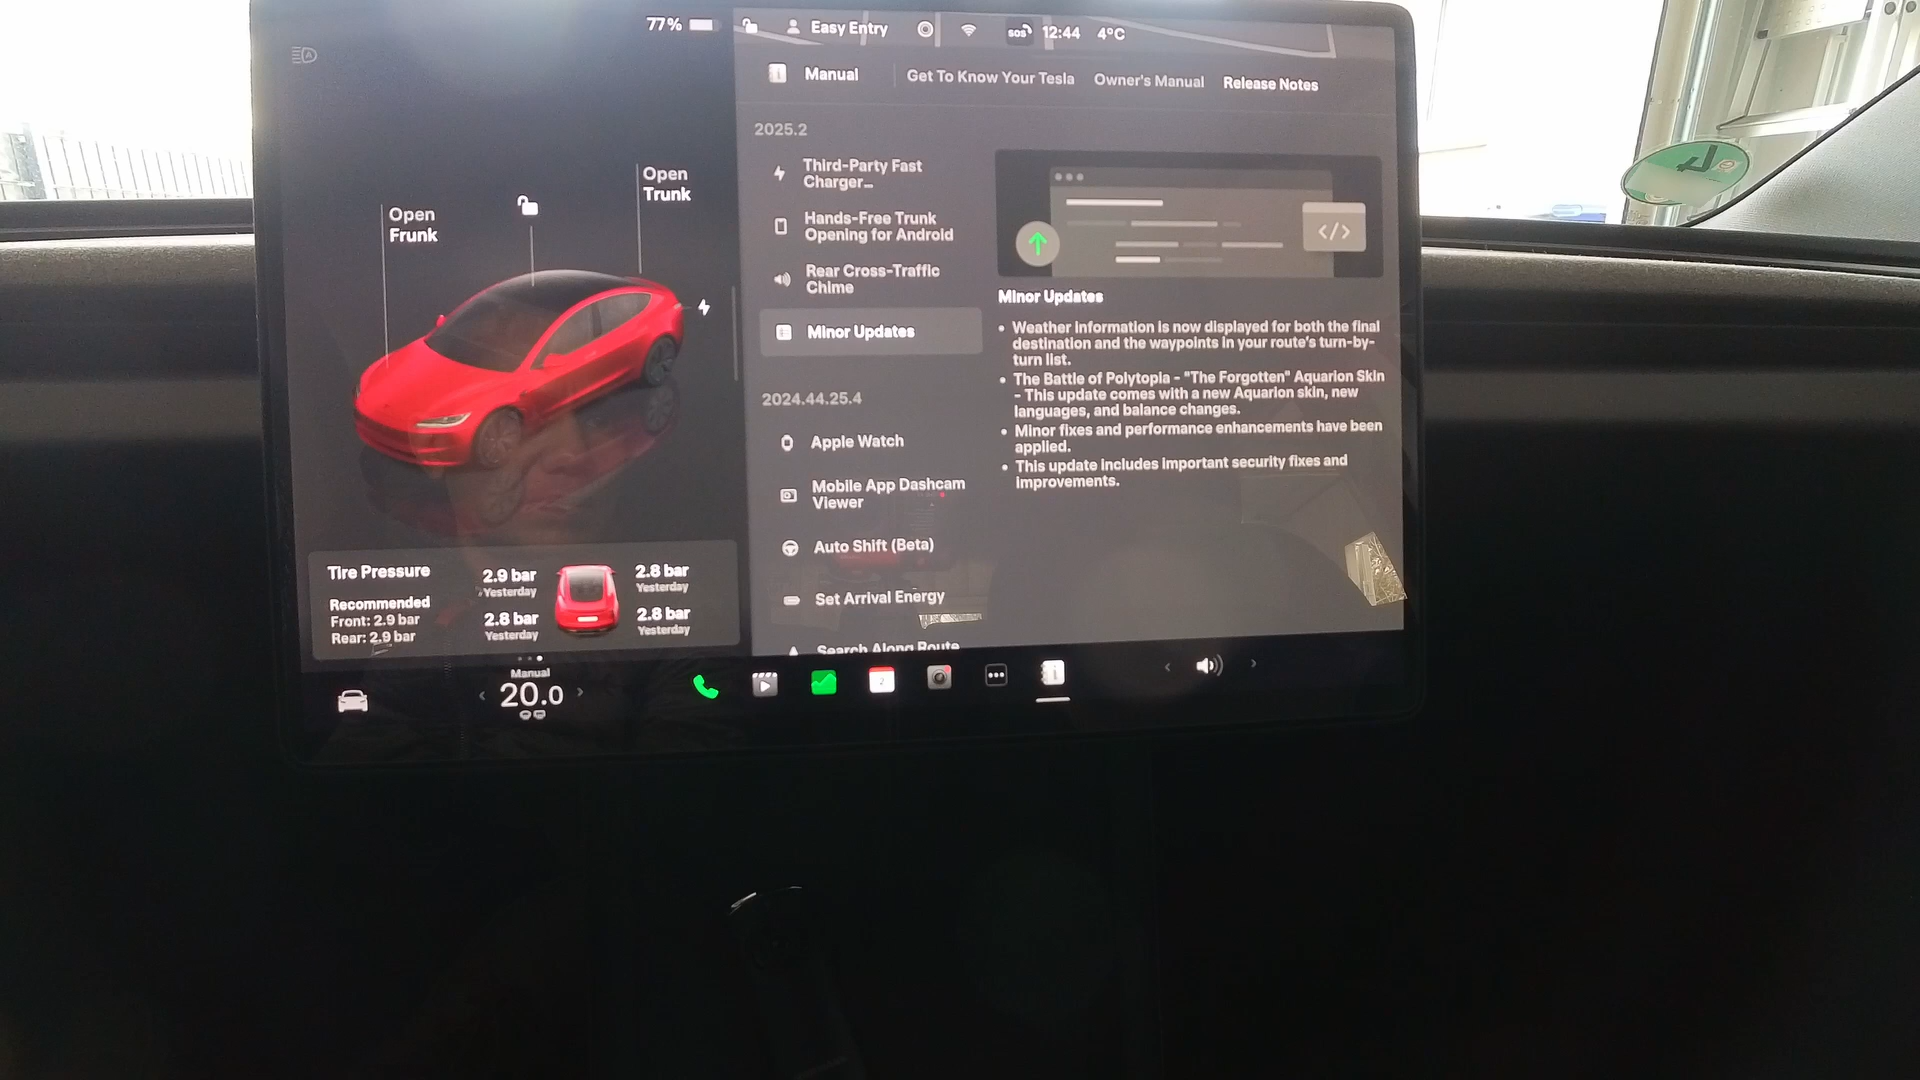 77%
Easy Entry
SOS
12:44
4°C
Manual
Get To Know Your Tesla
Owner's Manual
Release Notes
Open
Frunk
Open
Trunk
Tire Pressure
Recommended
Front: 2.9 bar
Rear: 2.9 bar
2.9 bar
Yesterday
2.8 bar
Yesterday
2.8 bar
Yesterday
2.8 bar
Yesterday
2025.2
Third-Party Fast
Charger...
Hands-Free Trunk
Opening for Android
Rear Cross-Traffic
Chime
Minor Updates
2024.44.25.4
Apple Watch
Mobile App Dashcam
Viewer
Auto Shift (Beta)
Set Arrival Energy
Search Along Route
</>
Minor Updates
• Weather information is now displayed for both the final
destination and the waypoints in your route's turn-by-
turn list.
• The Battle of Polytopia - "The Forgotten" Aquarion Skin
- This update comes with a new Aquarion skin, new
languages, and balance changes.
• Minor fixes and performance enhancements have been
applied.
• This update includes important security fixes and
improvements.
Manual
20.0